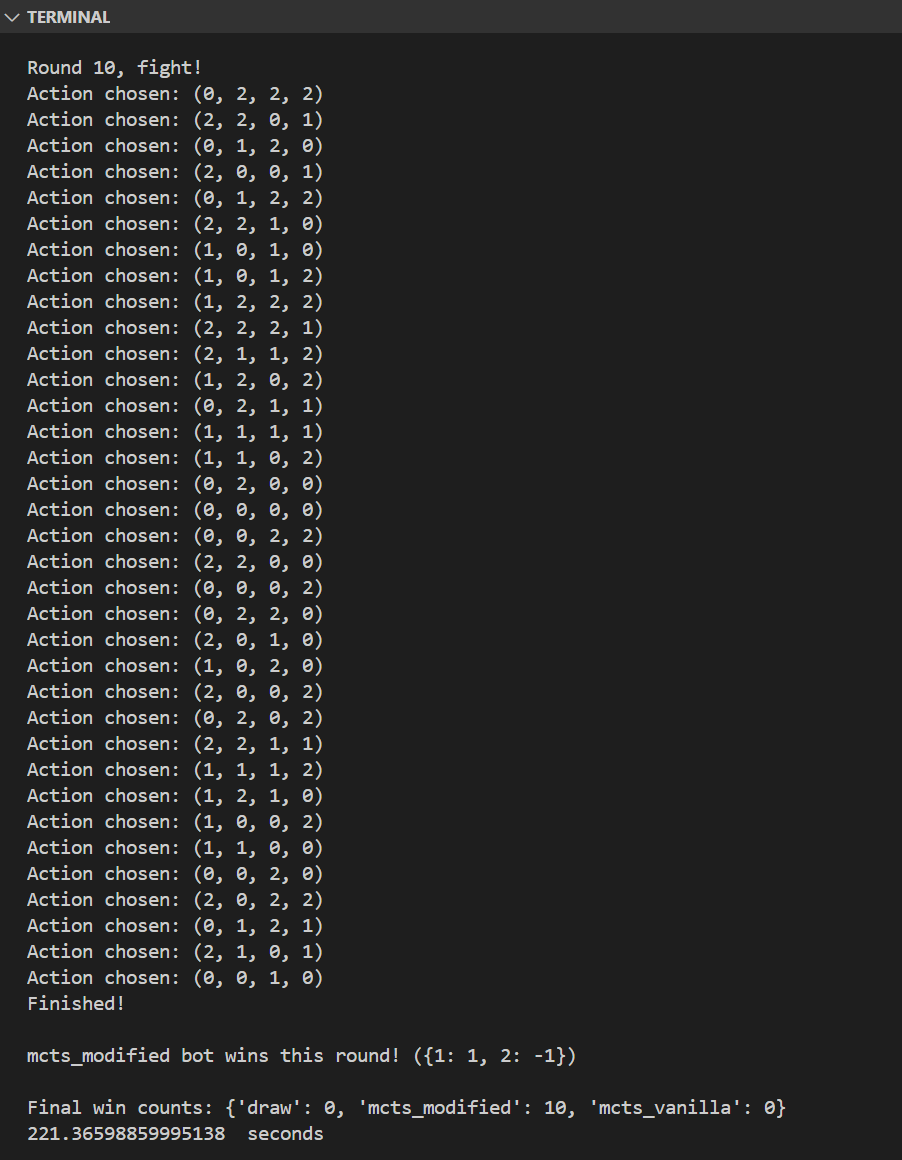 TERMINAL
Round 10, fight!
Action chosen: (0, 2, 2, 2)
Action chosen: (2, 2, 0, 1)
Action chosen: (0, 1, 2, 0)
Action chosen: (2, 0, 0, 1)
Action chosen: (0, 1, 2, 2)
Action chosen: (2, 2, 1, 0)
Action chosen: (1, 0, 1, 0)
Action chosen: (1, 0, 1, 2)
Action chosen: (1, 2, 2, 2)
Action chosen: (2, 2, 2, 1)
Action chosen: (2, 1, 1, 2)
Action chosen: (1, 2, 0, 2)
Action chosen: (0, 2, 1, 1)
Action chosen: (1, 1, 1, 1)
Action chosen: (1, 1, 0, 2)
Action chosen: (0, 2, 0, 0)
Action chosen: (0, 0, 0, 0)
Action chosen: (0, 0, 2, 2)
Action chosen: (2, 2, 0, 0)
Action chosen: (0, 0, 0, 2)
Action chosen: (0, 2, 2, 0)
Action chosen: (2, 0, 1, 0)
Action chosen: (1, 0, 2, 0)
Action chosen: (2, 0, 0, 2)
Action chosen: (0, 2, 0, 2)
Action chosen: (2, 2, 1, 1)
Action chosen: (1, 1, 1, 2)
Action chosen: (1, 2, 1, 0)
Action chosen: (1, 0, 0, 2)
Action chosen: (1, 1, 0, 0)
Action chosen: (0, 0, 2, 0)
Action chosen: (2, 0, 2, 2)
Action chosen: (0, 1, 2, 1)
Action chosen: (2, 1, 0, 1)
Action chosen: (0, 0, 1, 0)
Finished!
mcts_modified bot wins this round! ({1: 1, 2: -1})
Final win counts: {'draw': 0, 'mcts_modified': 10, 'mcts_vanilla': 0}
221.36598859995138  seconds